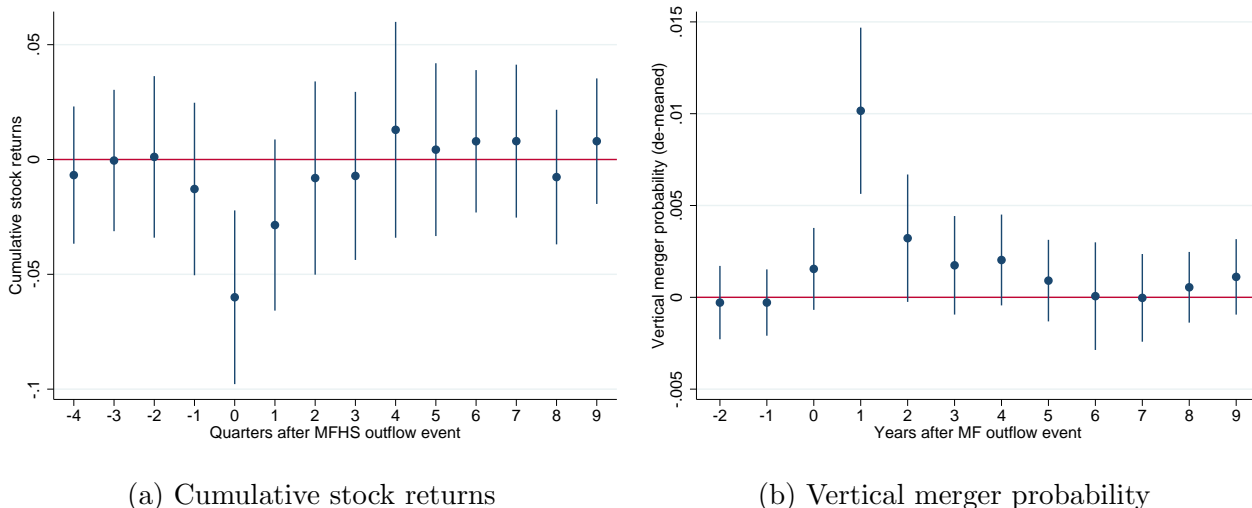 Cumulative stock returns
.05
0
-.05
-.1
-4 -3 -2 -1 0 1 2 3 4 5 6 7 8 9
Quarters after MFHS outflow event
(a) Cumulative stock returns
Vertical merger probability (de-meaned)
.015
.01
.005
0
-.005
-2 -1 0 1 2 3 4 5 6 7 8 9
Years after MF outflow event
(b) Vertical merger probability